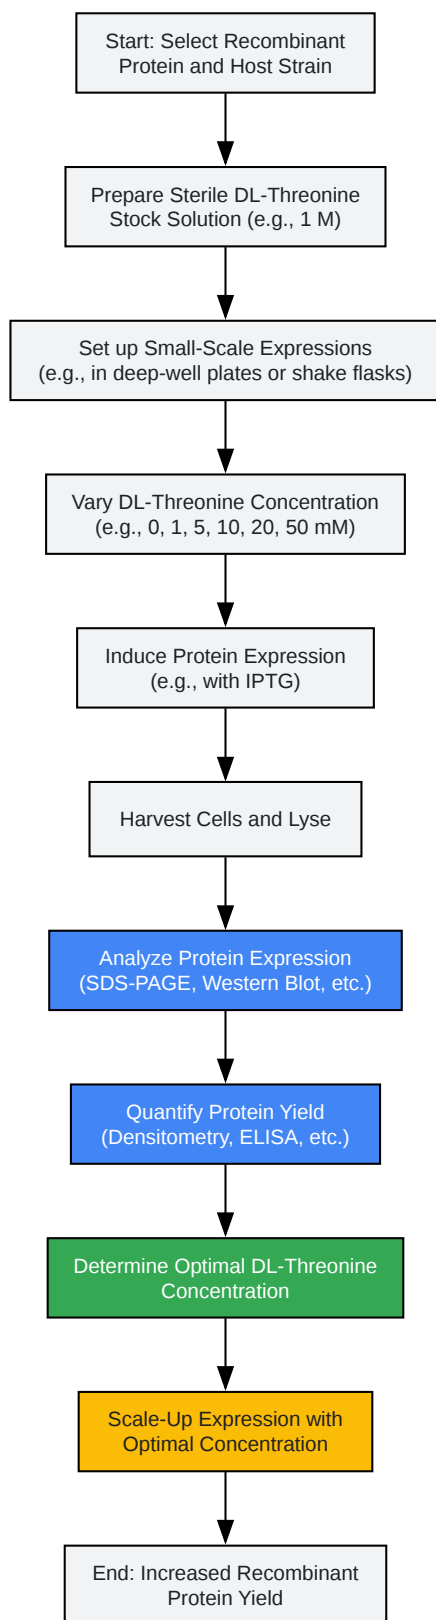 Start: Select Recombinant
Protein and Host Strain
Prepare Sterile DL-Threonine
Stock Solution (e.g., 1 M)
Set up Small-Scale Expressions
(e.g., in deep-well plates or shake flasks)
Vary DL-Threonine Concentration
(e.g., 0, 1, 5, 10, 20, 50 mM)
Induce Protein Expression
(e.g., with IPTG)
Harvest Cells and Lyse
Analyze Protein Expression
(SDS-PAGE, Western Blot, etc.)
Quantify Protein Yield
(Densitometry, ELISA, etc.)
Determine Optimal DL-Threonine
Concentration
Scale-Up Expression with
Optimal Concentration
End: Increased Recombinant
Protein Yield